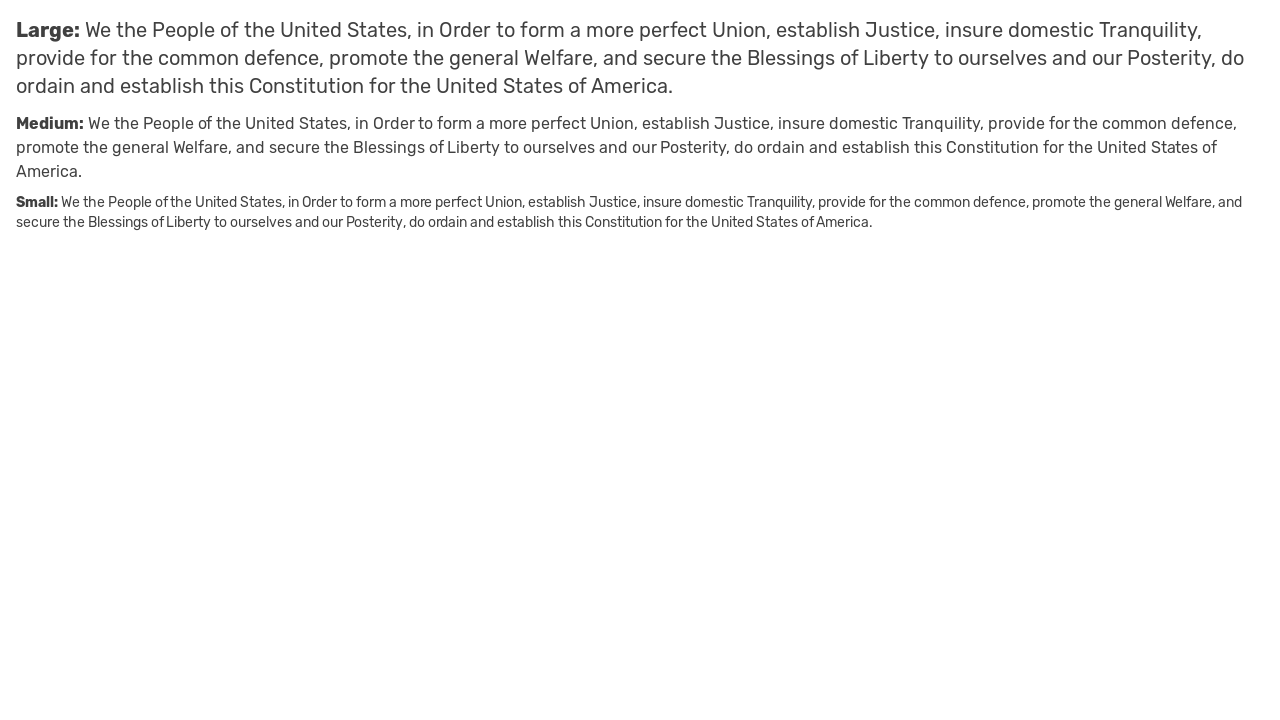 Large: We the People of the United States, in Order to form a more perfect Union, establish Justice, insure domestic Tranquility,
provide for the common defence, promote the general Welfare, and secure the Blessings of Liberty to ourselves and our Posterity, do
ordain and establish this Constitution for the United States of America.
Medium: We the People of the United States, in Order to form a more perfect Union, establish Justice, insure domestic Tranquility, provide for the common defence,
promote the general Welfare, and secure the Blessings of Liberty to ourselves and our Posterity, do ordain and establish this Constitution for the United States of
America.
Small: We the People of the United States, in Order to form a more perfect Union, establish Justice, insure domestic Tranquility, provide for the common defence, promote the general Welfare, and
secure the Blessings of Liberty to ourselves and our Posterity, do ordain and establish this Constitution for the United States of America.